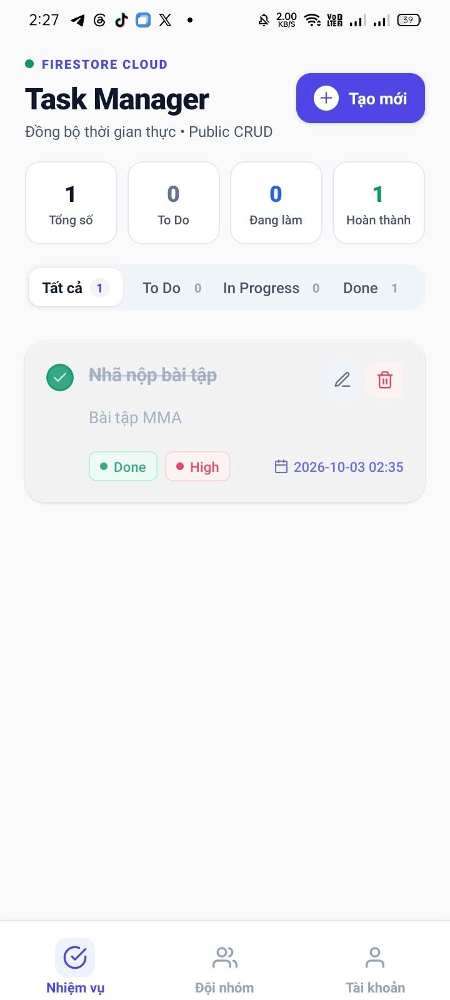 2:27 2.00 KB/S VoD LTE 2 39
FIRESTORE CLOUD
Task Manager
Tạo mới
Đồng bộ thời gian thực • Public CRUD
1 0 0 1
Tổng số To Do Đang làm Hoàn thành
Tất cả 1 To Do 0 In Progress 0 Done 1
Nhã nộp bài tập
Bài tập MMA
Done High 2026-10-03 02:35
Nhiệm vụ Đội nhóm Tài khoản